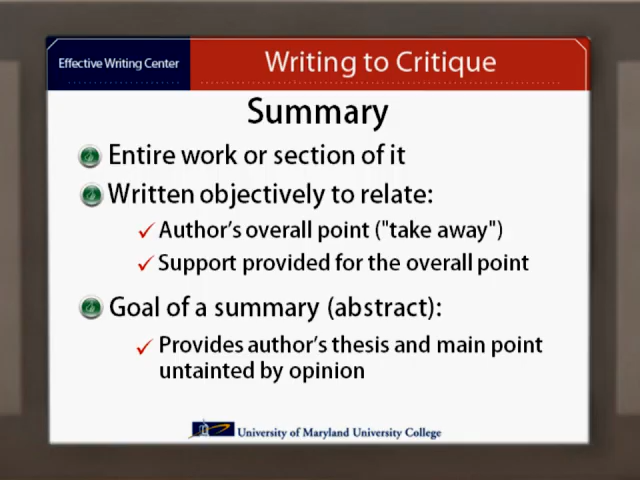 Effective Writing Center
Writing to Critique
Summary
Entire work or section of it
Written objectively to relate:
Author's overall point ("take away")
Support provided for the overall point
Goal of a summary (abstract):
Provides author's thesis and main point
untainted by opinion
University of Maryland University College